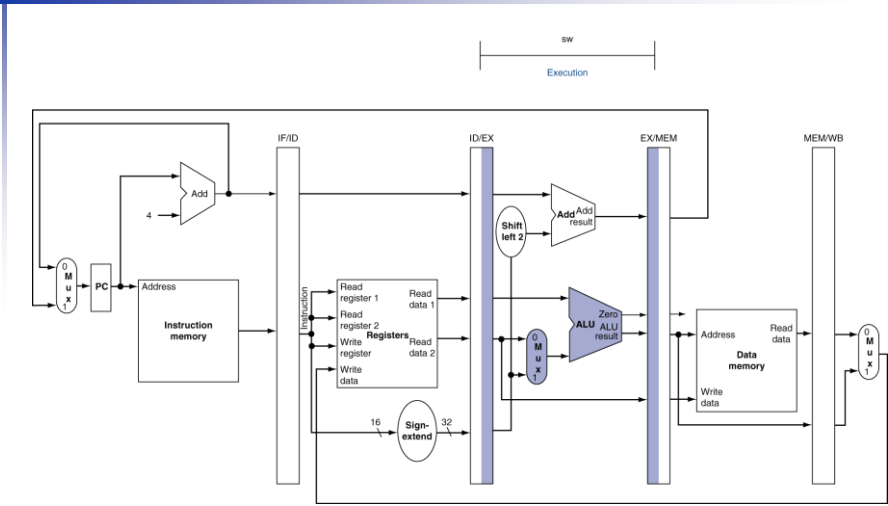 sw
Execution
IF/ID
ID/EX
EX/MEM
MEM/WB
Add
4
Shift
left 2
Add
Add
result
0
M
u
x
1
PC
Address
Instruction
memory
Instruction
Read
register 1
Read
register 2
Write
register
Write
data
Registers
Read
data 1
Read
data 2
16
Sign-
extend
32
0
M
u
x
1
ALU
Zero
ALU
result
Address
Data
memory
Write
data
Read
data
0
M
u
x
1